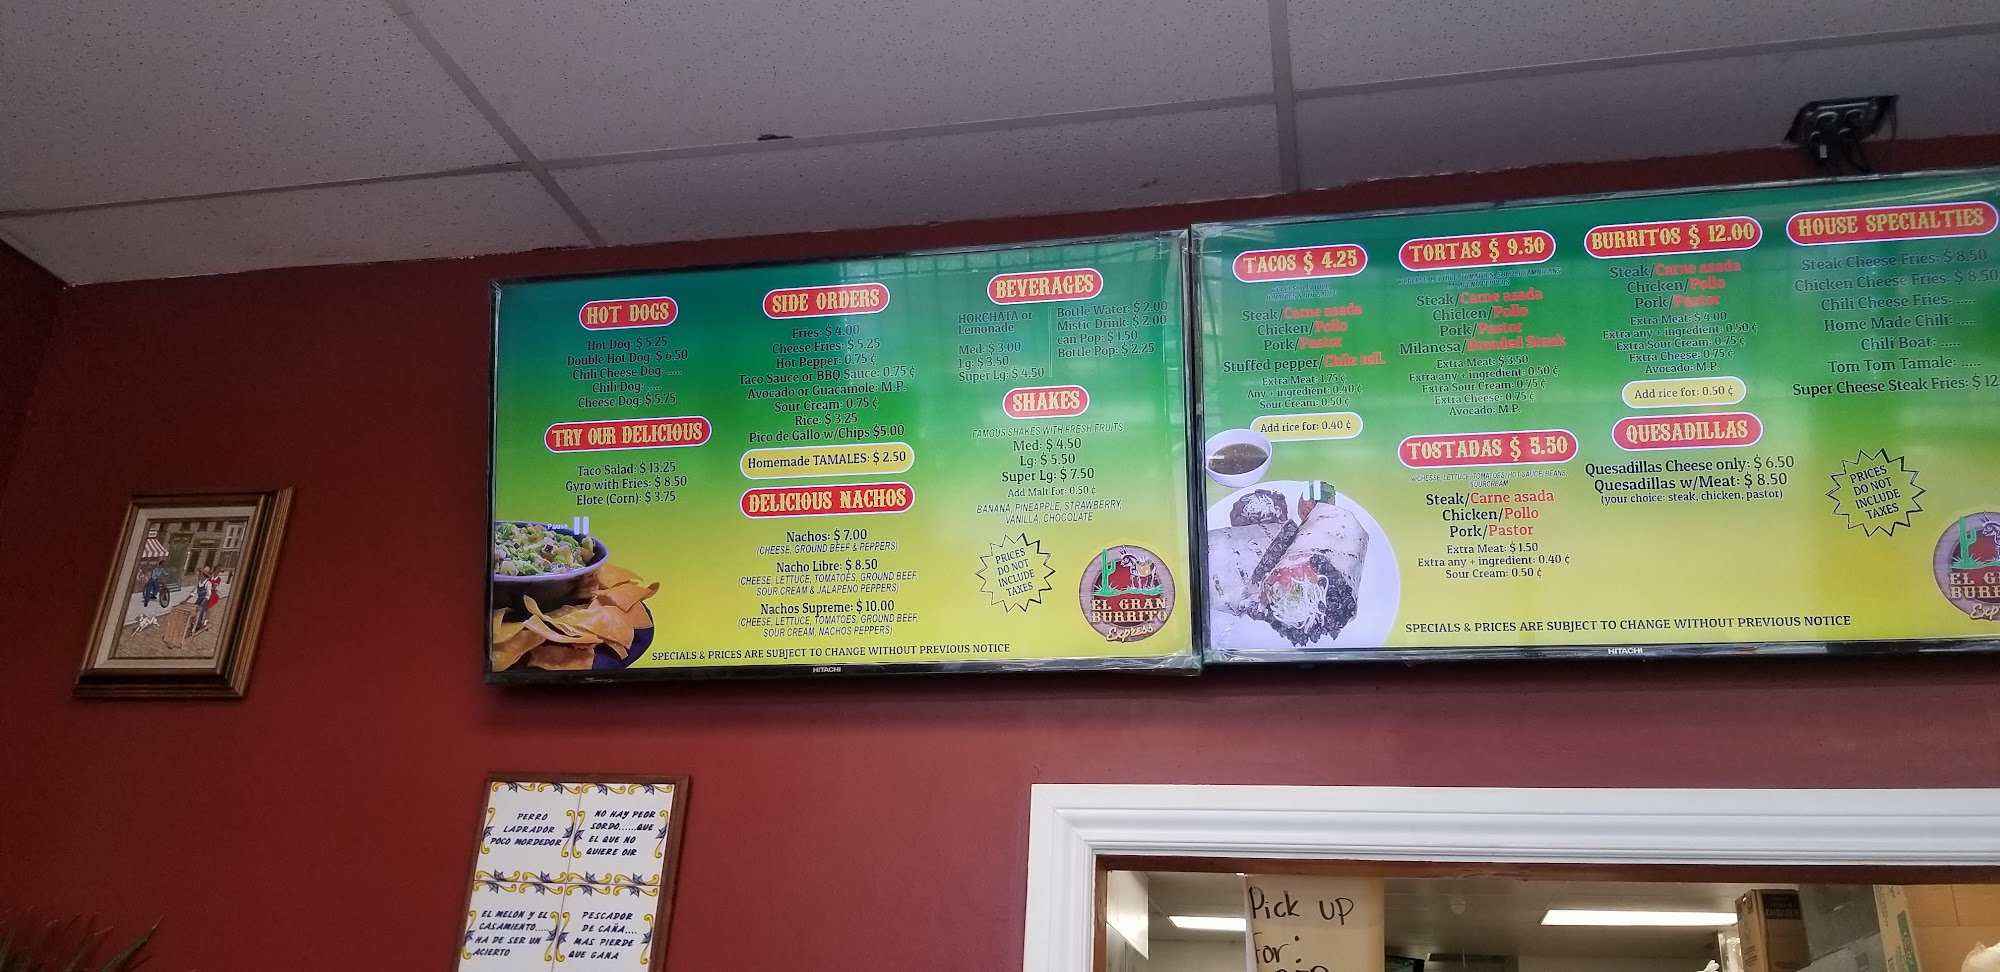 HOT DOGS
Hot Dog: $ 5.25
Double Hot Dog: $ 6.50
Chili Cheese Dog: .....
Chili Dog: .....
Cheese Dog: $ 5.75
TRY OUR DELICIOUS
Taco Salad: $ 13.25
Gyro with Fries: $ 8.50
Elote (Corn): $ 3.75
Pause
SIDE ORDERS
Fries: $ 4.00
Cheese Fries: $ 5.25
Hot Pepper: 0.75 ¢
Taco Sauce or BBQ Sauce: 0.75 ¢
Avocado or Guacamole: M.P.
Sour Cream: 0.75 ¢
Rice: $ 3.25
Pico de Gallo w/Chips $5.00
Homemade TAMALES: $ 2.50
DELICIOUS NACHOS
Nachos: $ 7.00
(CHEESE, GROUND BEEF & PEPPERS)
Nacho Libre: $ 8.50
(CHEESE, LETTUCE, TOMATOES, GROUND BEEF,
SOUR CREAM & JALAPENO PEPPERS)
Nachos Supreme: $ 10.00
(CHEESE, LETTUCE, TOMATOES, GROUND BEEF,
SOUR CREAM, NACHOS PEPPERS)
BEVERAGES
HORCHATA or
Lemonade
Med: $ 3.00
Lg: $ 3.50
Super Lg: $ 4.50
Bottle Water: $ 2.00
Mistic Drink: $ 2.00
can Pop: $ 1.50
Bottle Pop: $ 2.25
SHAKES
FAMOUS SHAKES WITH FRESH FRUITS
Med: $ 4.50
Lg: $ 5.50
Super Lg: $ 7.50
Add Malt for: 0.50 ¢
BANANA, PINEAPPLE, STRAWBERRY,
VANILLA, CHOCOLATE
PRICES
DO NOT
INCLUDE
TAXES
EL GRAN
BURRITO
Express
SPECIALS & PRICES ARE SUBJECT TO CHANGE WITHOUT PREVIOUS NOTICE
HITACHI
TACOS $ 4.25
Steak/Carne asada
Chicken/Pollo
Pork/Pastor
Stuffed pepper/Chile rell.
Extra Meat: 1.75 ¢
Any + ingredient: 0.40 ¢
Sour Cream: 0.50 ¢
Add rice for: 0.40 ¢
TORTAS $ 9.50
Steak/Carne asada
Chicken/Pollo
Pork/Pastor
Milanesa/Breaded Steak
Extra Meat: $ 3.50
Extra any + ingredient: 0.50 ¢
Extra Sour Cream: 0.75 ¢
Extra Cheese: 0.75 ¢
Avocado: M.P.
TOSTADAS $ 5.50
W/CHEESE, LETTUCE, TOMATOES, HOT SAUCE, BEANS,
SOURCREAM
Steak/Carne asada
Chicken/Pollo
Pork/Pastor
Extra Meat: $ 1.50
Extra any + ingredient: 0.40 ¢
Sour Cream: 0.50 ¢
BURRITOS $ 12.00
Steak/Carne asada
Chicken/Pollo
Pork/Pastor
Extra Meat: $ 4.00
Extra any + ingredient: 0.50 ¢
Extra Sour Cream: 0.75 ¢
Extra Cheese: 0.75 ¢
Avocado: M.P.
Add rice for: 0.50 ¢
QUESADILLAS
Quesadillas Cheese only: $ 6.50
Quesadillas w/Meat: $ 8.50
(your choice: steak, chicken, pastor)
HOUSE SPECIALTIES
Steak Cheese Fries: $ 8.50
Chicken Cheese Fries: $ 8.50
Chili Cheese Fries: .....
Home Made Chili: .....
Chili Boat: .....
Tom Tom Tamale: .....
Super Cheese Steak Fries: $ 12.
PRICES
DO NOT
INCLUDE
TAXES
EL G
BURR
Exp
SPECIALS & PRICES ARE SUBJECT TO CHANGE WITHOUT PREVIOUS NOTICE
HITACHI
PERRO
LADRADOR
POCO MORDEDOR
NO HAY PEOR
SORDO.....QUE
EL QUE NO
QUIERE OIR
EL MELON Y EL
CASAMIENTO....
HA DE SER UN
ACIERTO
PESCADOR
DE CAÑA....
MAS PIERDE
QUE GANA
Pick up
For: